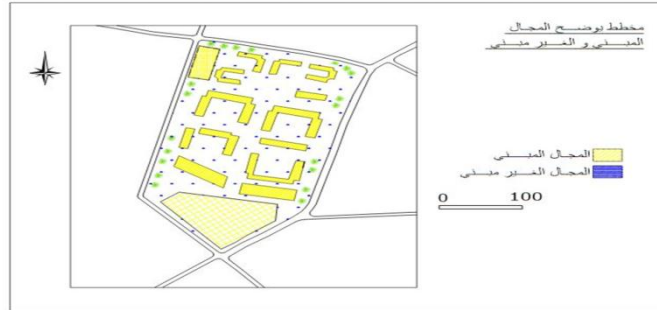 مخطط يوضح المجال
المبني و الغير مبني
المجال المبني
المجال الغير مبني
0 100